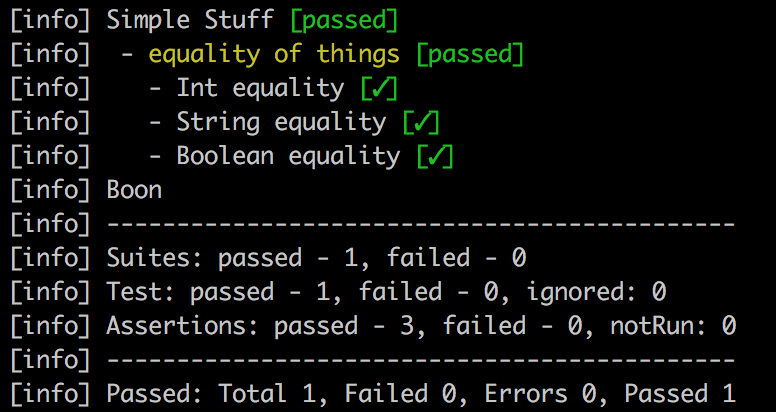 [info] Simple Stuff [passed]
[info]  - equality of things [passed]
[info]    - Int equality [✓]
[info]    - String equality [✓]
[info]    - Boolean equality [✓]
[info] Boon
[info] ---------------------------------------------
[info] Suites: passed - 1, failed - 0
[info] Test: passed - 1, failed - 0, ignored: 0
[info] Assertions: passed - 3, failed - 0, notRun: 0
[info] ---------------------------------------------
[info] Passed: Total 1, Failed 0, Errors 0, Passed 1